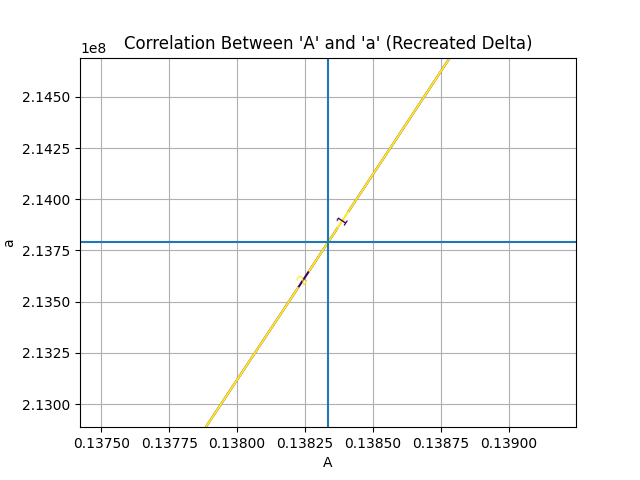 1e8
Correlation Between 'A' and 'a' (Recreated Delta)
2.1450
2.1425
2.1400
2.1375
2.1350
2.1325
2.1300
a
1
2
0.13750 0.13775 0.13800 0.13825 0.13850 0.13875 0.13900
A